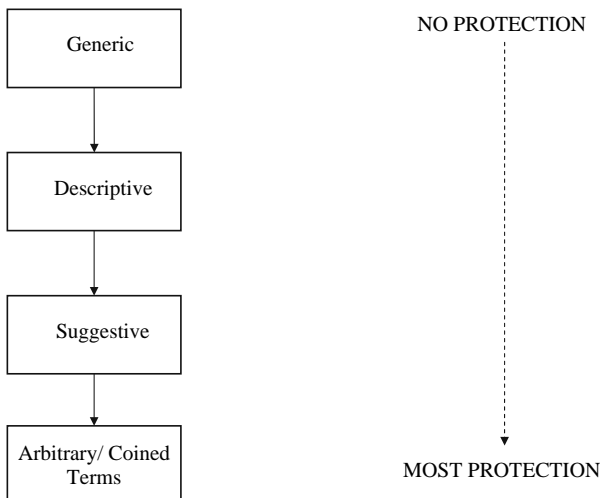 Generic
NO PROTECTION
Descriptive
Suggestive
Arbitrary/ Coined
Terms
MOST PROTECTION